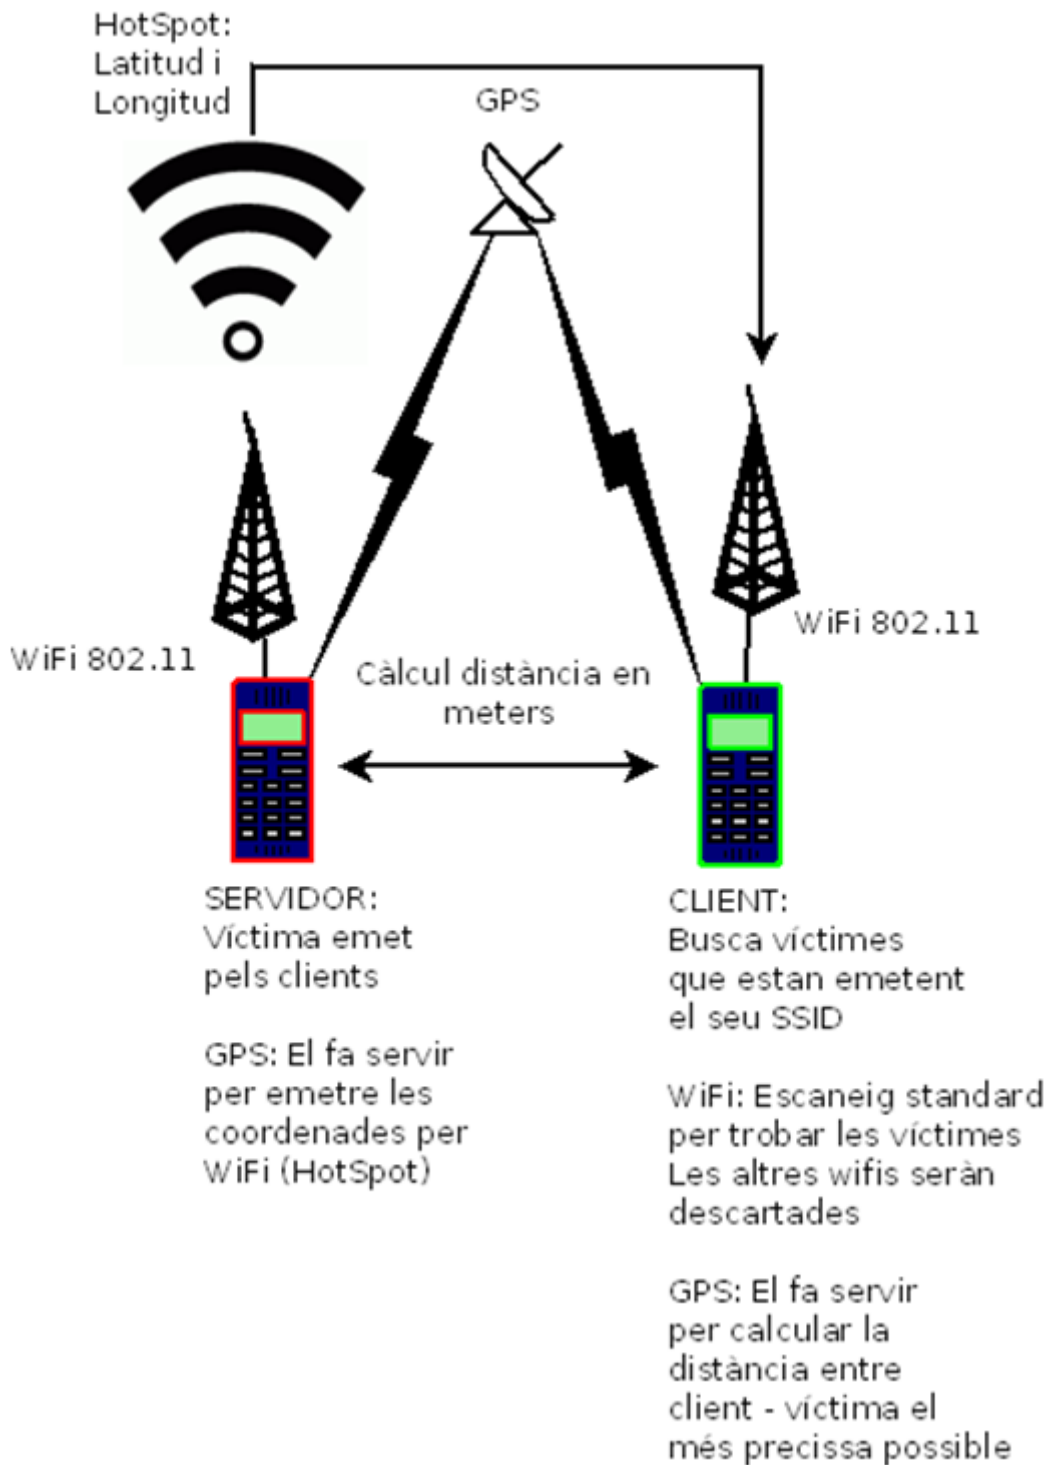 HotSpot:
Latitud i
Longitud
GPS
WiFi 802.11
WiFi 802.11
Càlcul distància en
meters
SERVIDOR:
Víctima emet
pels clients
GPS: El fa servir
per emetre les
coordenades per
WiFi (HotSpot)
CLIENT:
Busca víctimes
que estan emetent
el seu SSID
WiFi: Escaneig standard
per trobar les víctimes
Les altres wifis seràn
descartades
GPS: El fa servir
per calcular la
distància entre
client - víctima el
més precissa possible